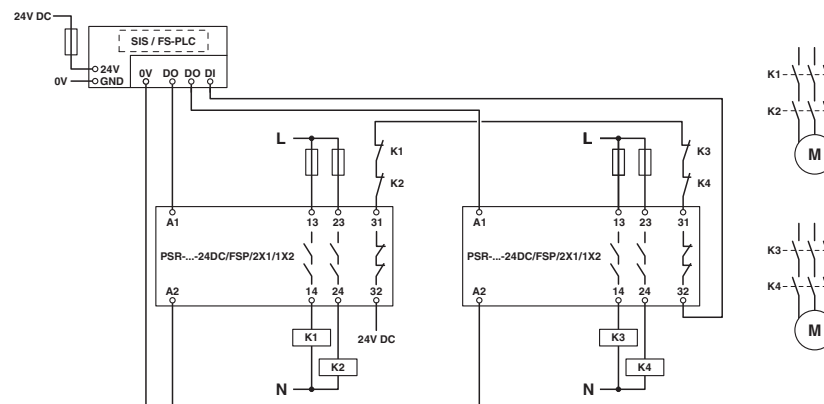 24V DC
SIS / FS-PLC
24V
0V GND
0V DO DO DI
L
K1
K2
L
K3
K4
K1
K2
M
A1 13 23 31
PSR-...-24DC/FSP/2X1/1X2
A2 14 24 32
A1 13 23 31
PSR-...-24DC/FSP/2X1/1X2
A2 14 24 32
K3
K4
M
K1
24V DC
K2
N
K3
K4
N